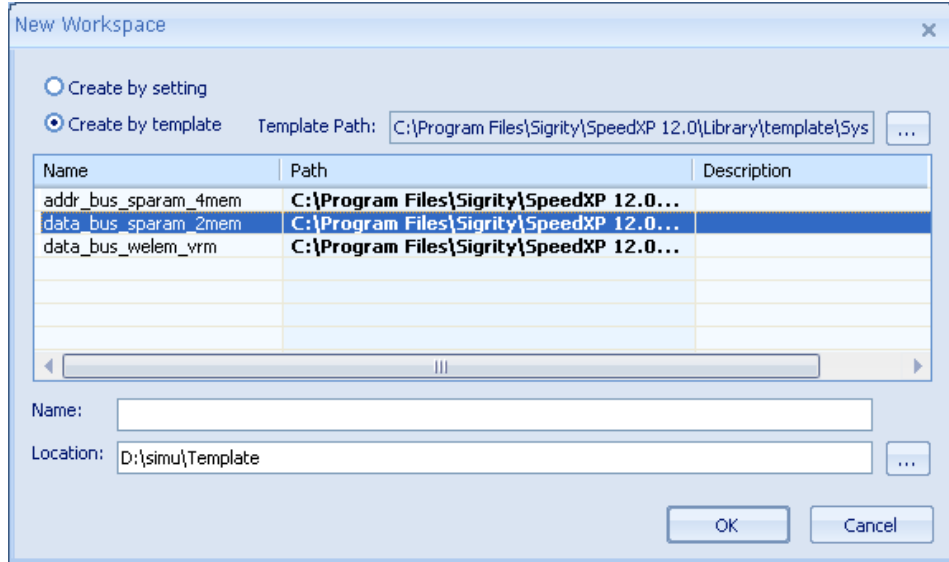 New Workspace
Create by setting
Create by template Template Path: C:\Program Files\Sigrity\SpeedXP 12.0\Library\template\Sys ...
Name Path Description
addr_bus_sparam_4mem C:\Program Files\Sigrity\SpeedXP 12.0...
data_bus_sparam_2mem C:\Program Files\Sigrity\SpeedXP 12.0...
data_bus_welem_vrm C:\Program Files\Sigrity\SpeedXP 12.0...
Name:
Location: D:\simu\Template ...
OK Cancel